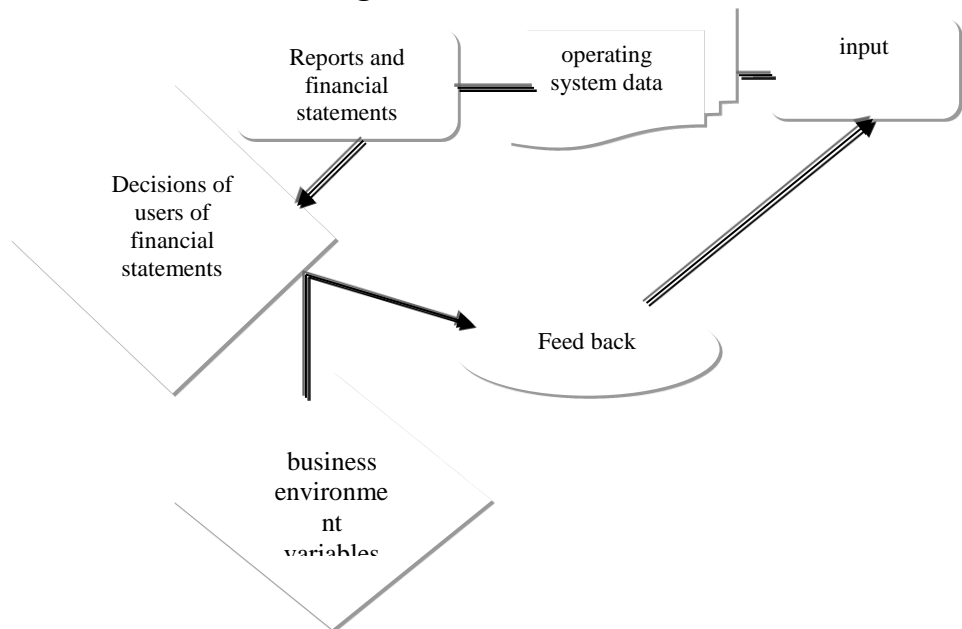 Reports and
financial
statements
operating
system data
input
Decisions of
users of
financial
statements
Feed back
business
environme
nt
variables